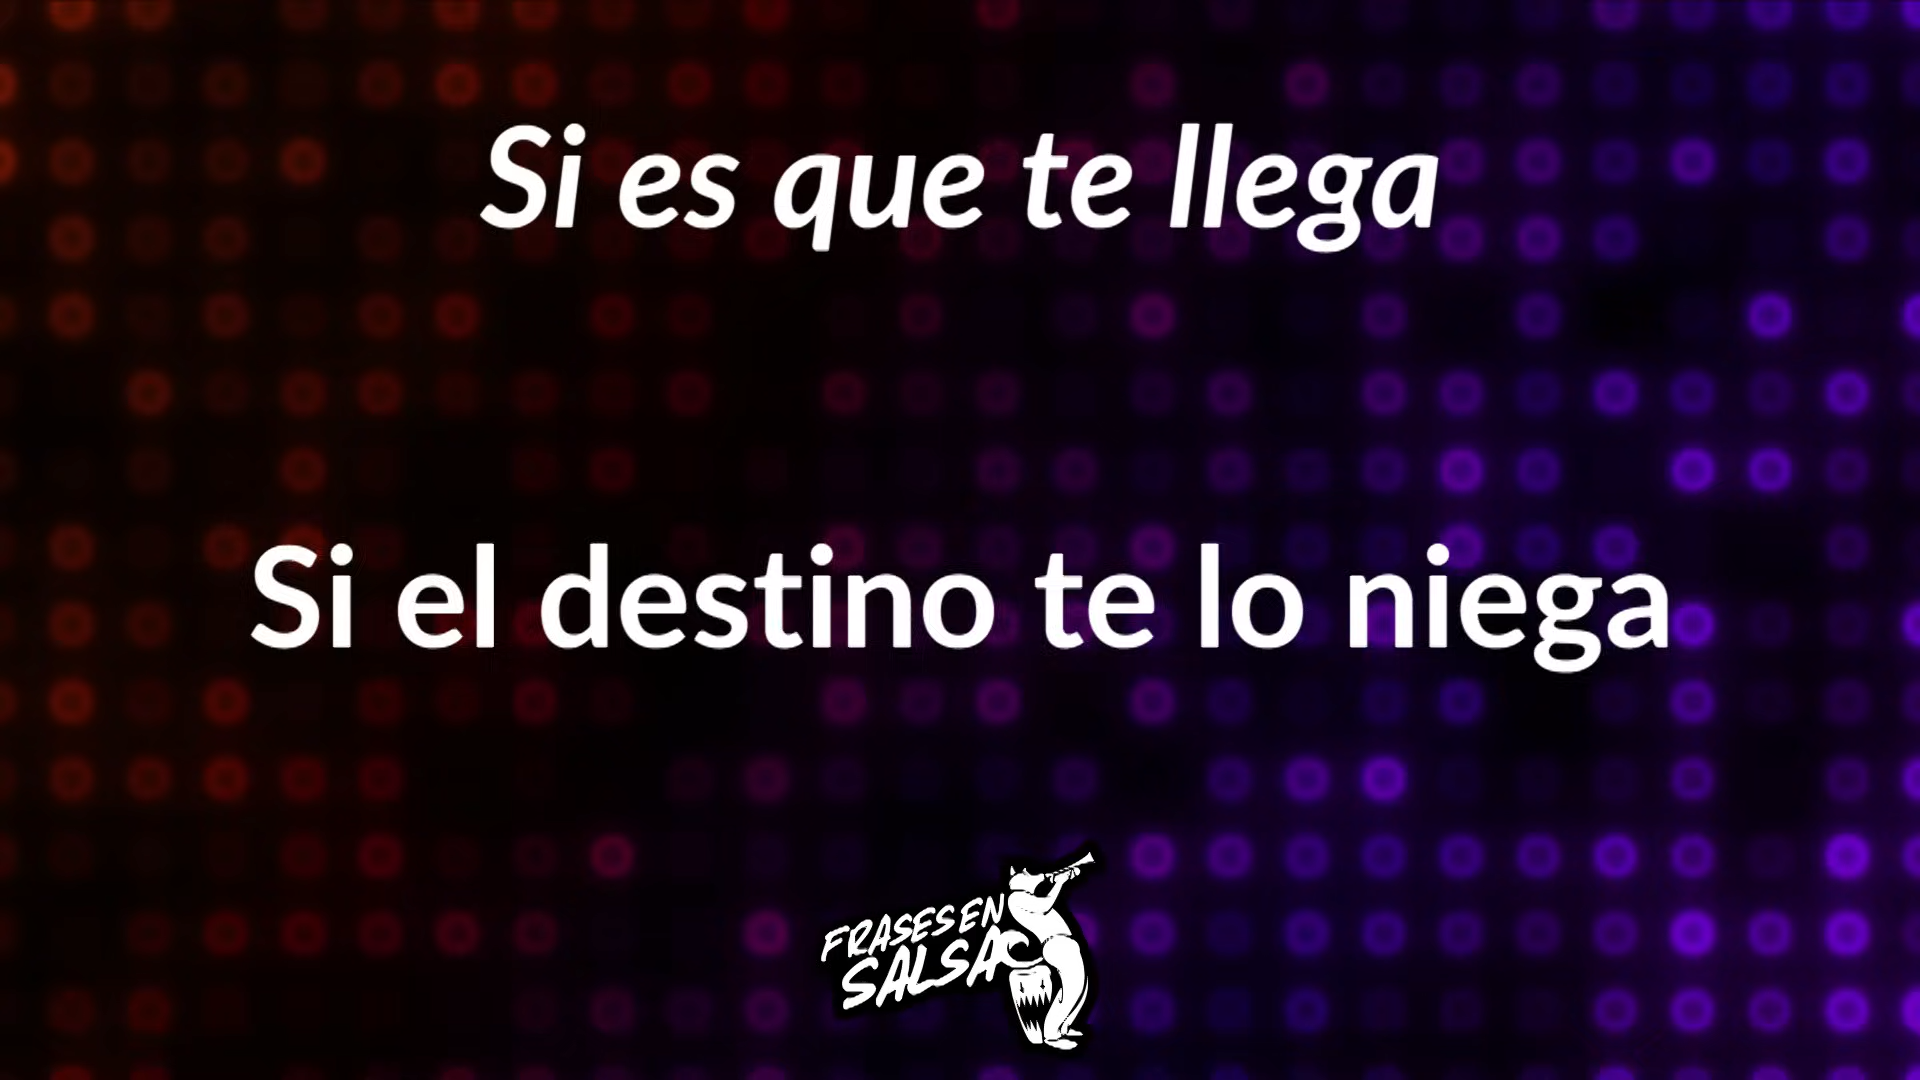 Si es que te llega
Si el destino te lo niega
FRASES EN
SALSA